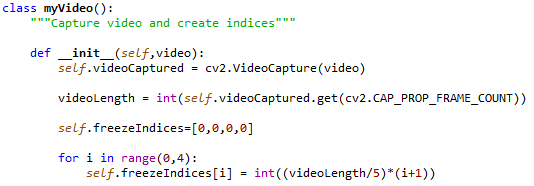 class myVideo():
    """Capture video and create indices"""
    def __init__(self,video):
        self.videoCaptured = cv2.VideoCapture(video)
        videoLength = int(self.videoCaptured.get(cv2.CAP_PROP_FRAME_COUNT))
        self.freezeIndices=[0,0,0,0]
        for i in range(0,4):
            self.freezeIndices[i] = int((videoLength/5)*(i+1))